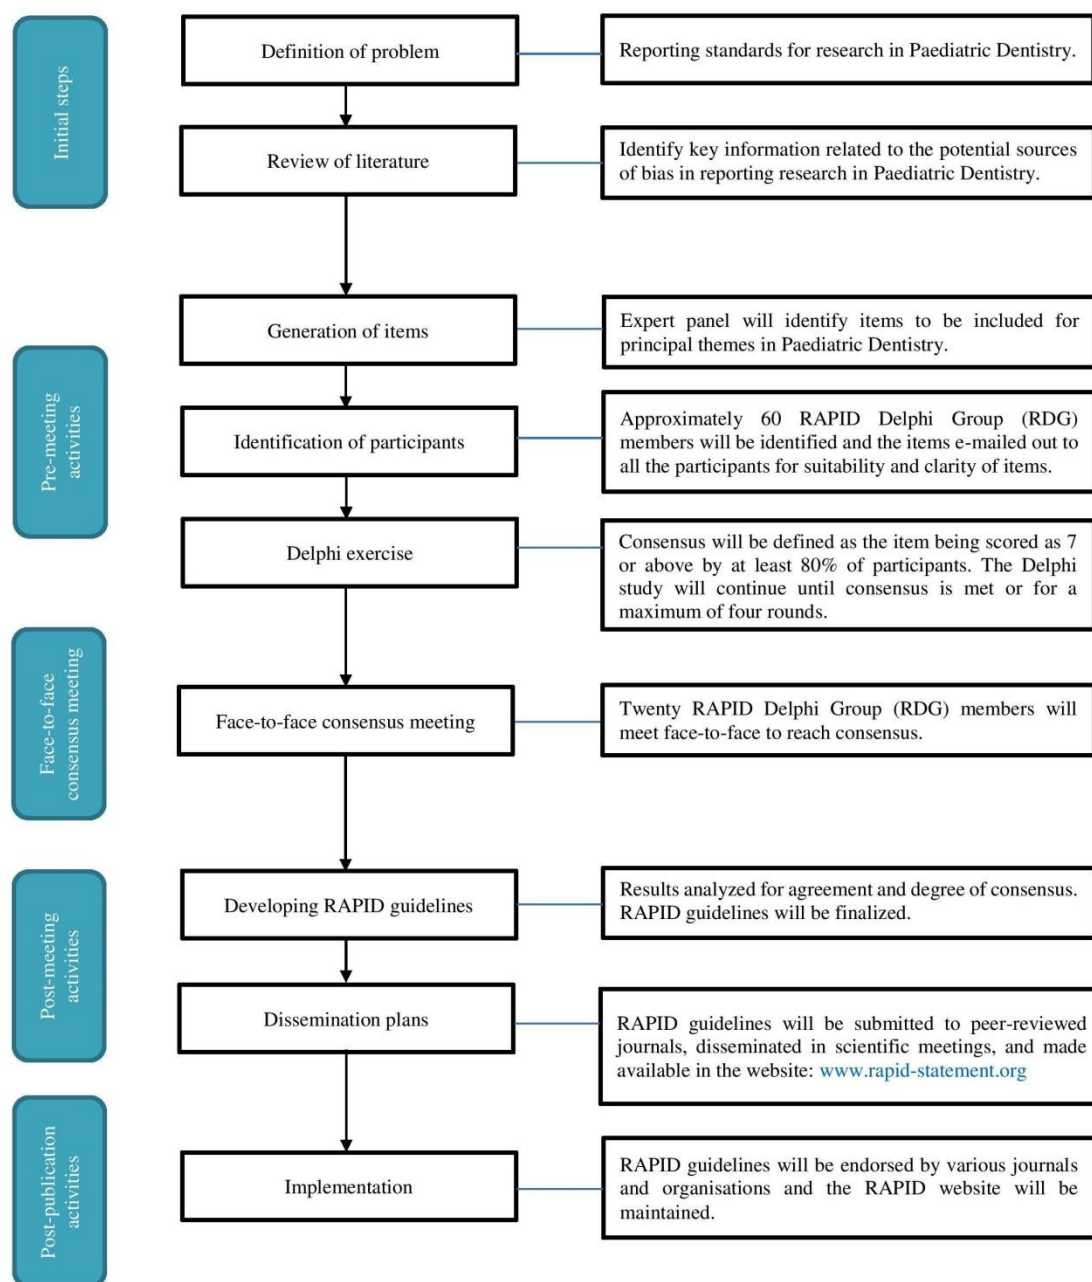 Initial steps
Definition of problem
Reporting standards for research in Paediatric Dentistry.
Review of literature
Identify key information related to the potential sources
of bias in reporting research in Paediatric Dentistry.
Pre-meeting
activities
Generation of items
Expert panel will identify items to be included for
principal themes in Paediatric Dentistry.
Identification of participants
Approximately 60 RAPID Delphi Group (RDG)
members will be identified and the items e-mailed out to
all the participants for suitability and clarity of items.
Delphi exercise
Consensus will be defined as the item being scored as 7
or above by at least 80% of participants. The Delphi
study will continue until consensus is met or for a
maximum of four rounds.
Face-to-face
consensus meeting
Face-to-face consensus meeting
Twenty RAPID Delphi Group (RDG) members will
meet face-to-face to reach consensus.
Post-meeting
activities
Developing RAPID guidelines
Results analyzed for agreement and degree of consensus.
RAPID guidelines will be finalized.
Dissemination plans
RAPID guidelines will be submitted to peer-reviewed
journals, disseminated in scientific meetings, and made
available in the website: www.rapid-statement.org
Post-publication
activities
Implementation
RAPID guidelines will be endorsed by various journals
and organisations and the RAPID website will be
maintained.